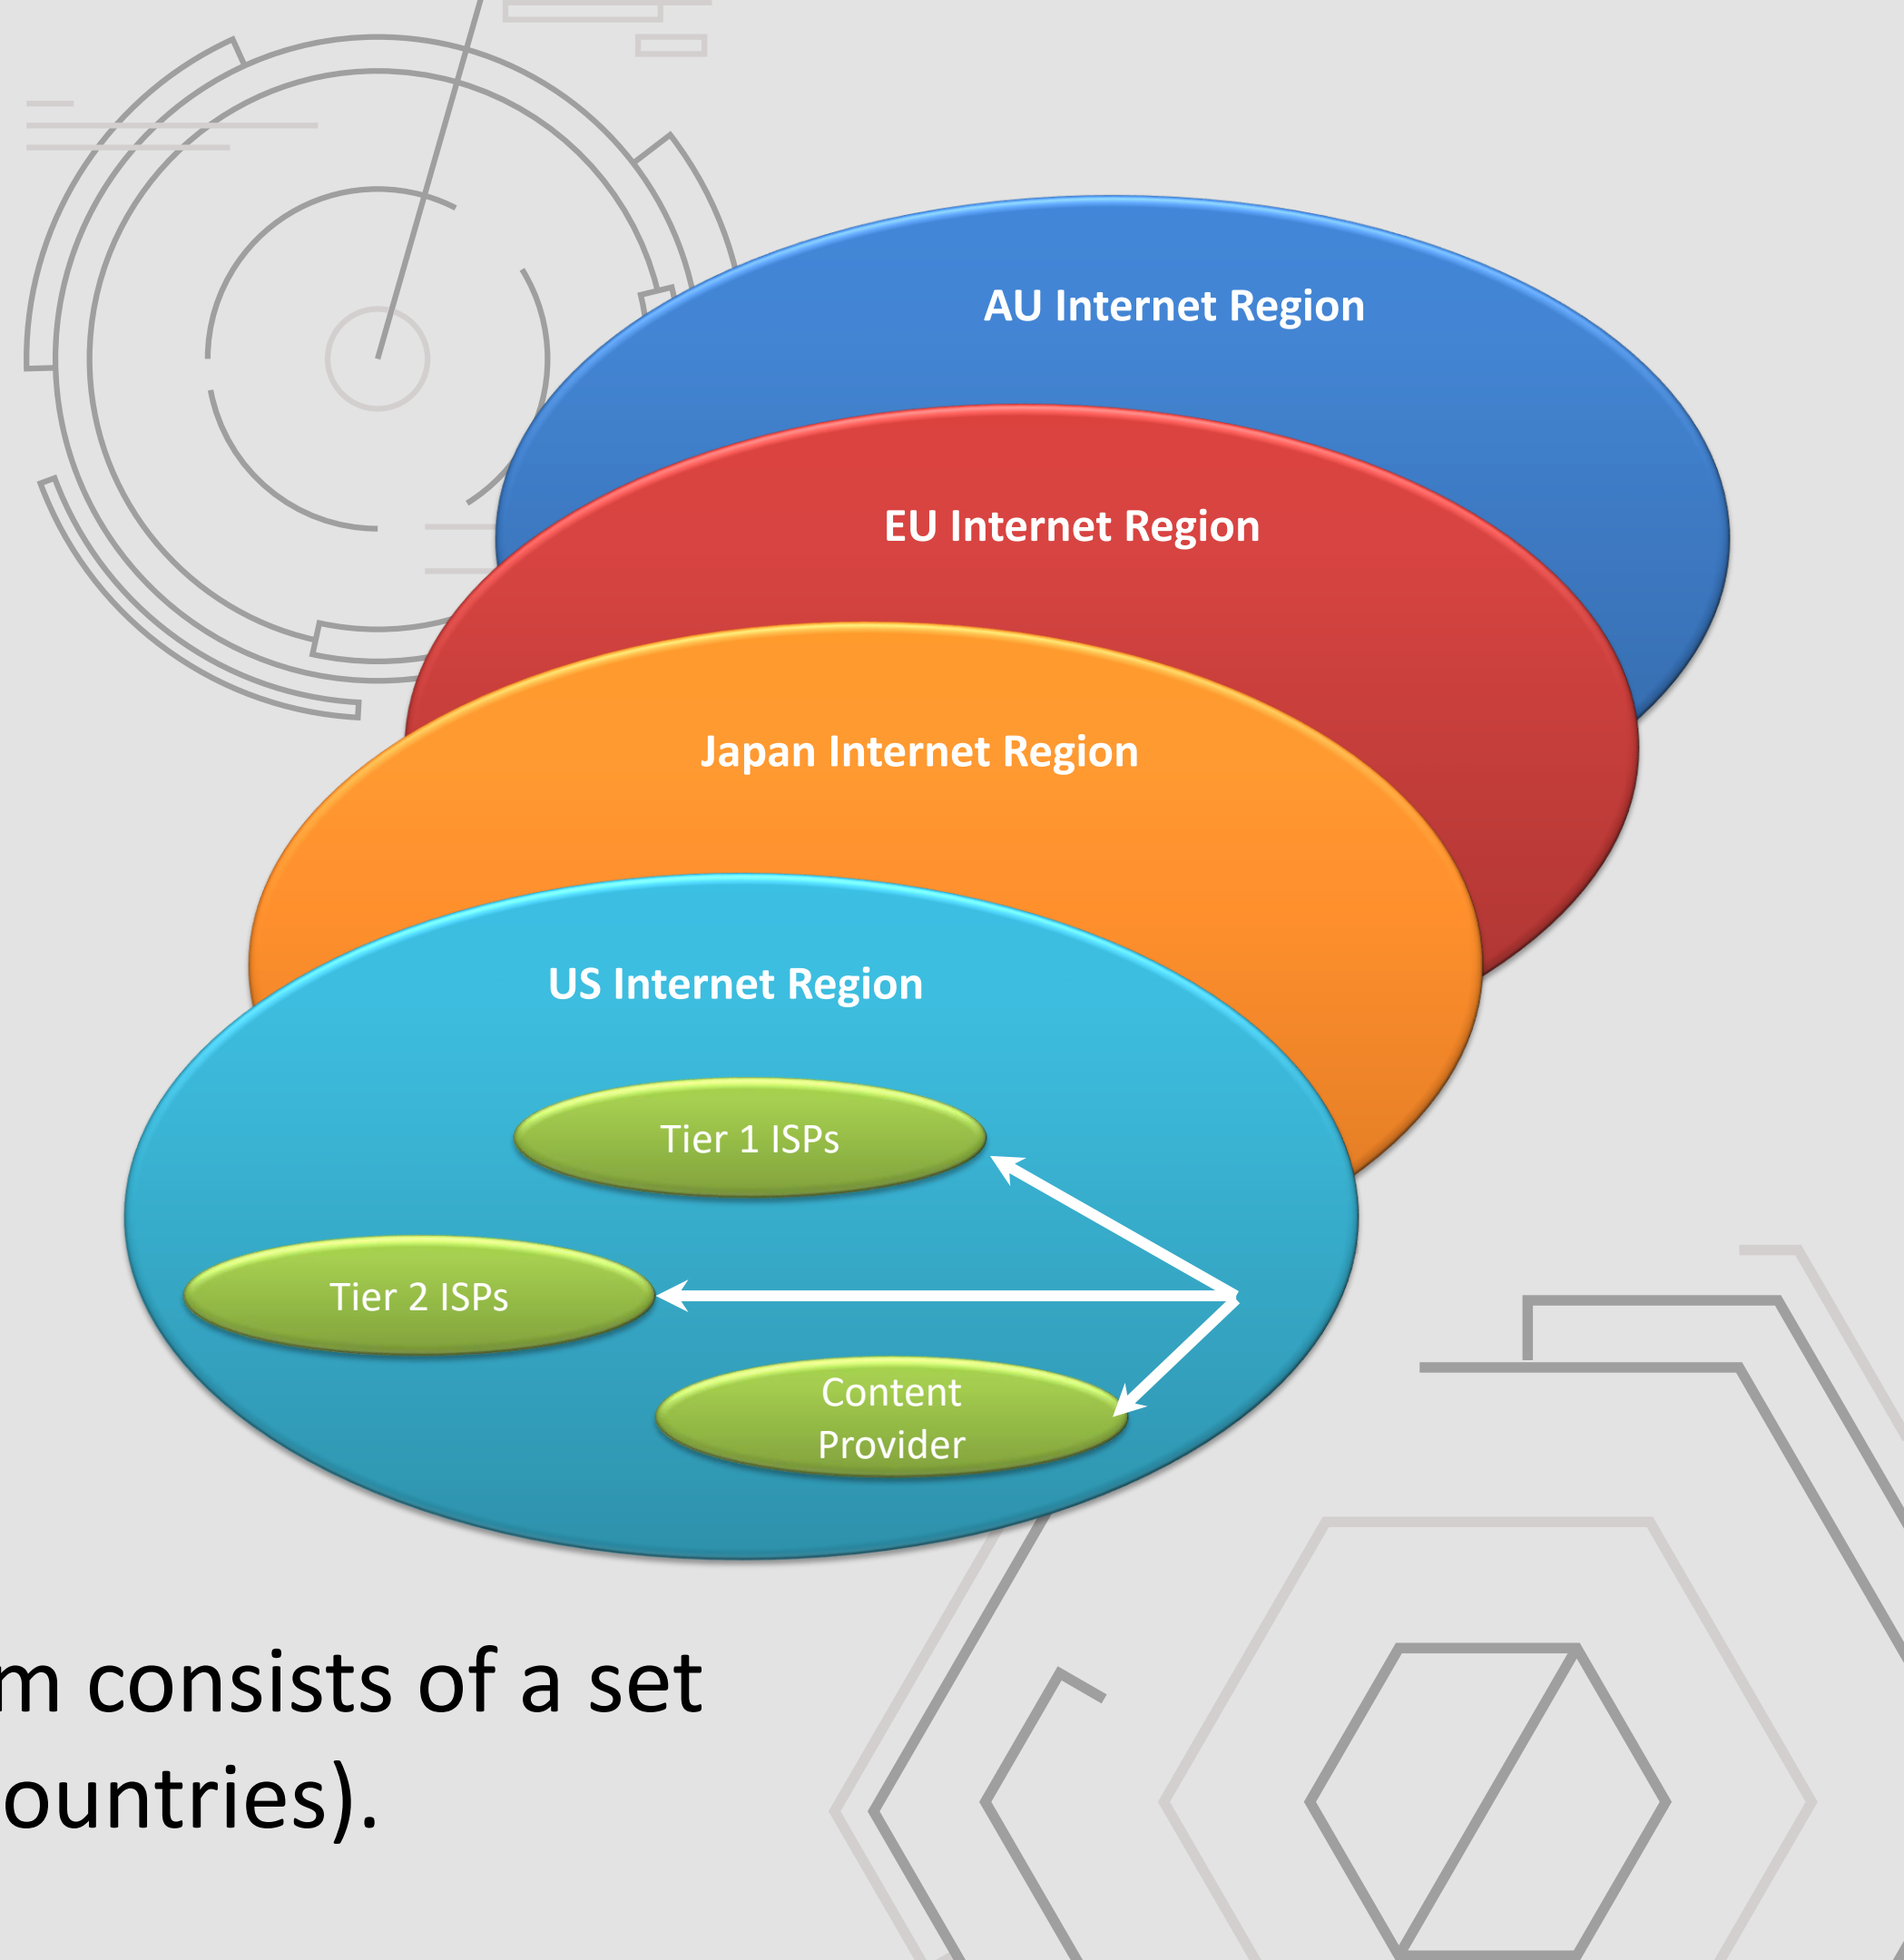 AU Internet Region
EU Internet Region
Japan Internet Region
US Internet Region
Tier 1 ISPs
Tier 2 ISPs
Content
Provider
consists of a set